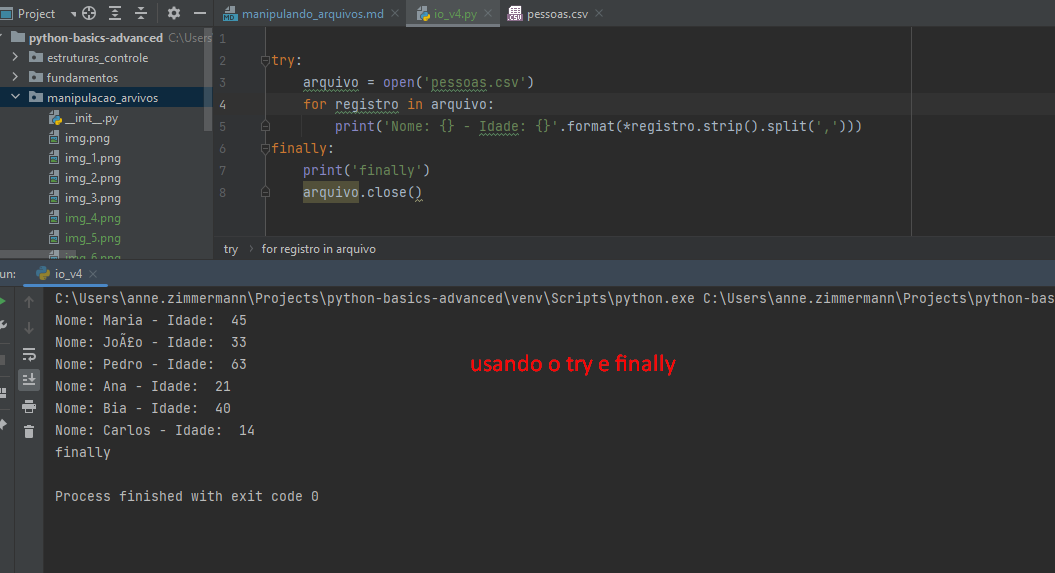 Project
manipulando_arquivos.md
io_v4.py
pessoas.csv
python-basics-advanced C:\Users
estruturas_controle
fundamentos
manipulacao_arvivos
__init__.py
img.png
img_1.png
img_2.png
img_3.png
img_4.png
img_5.png
img_6.png
1
2 try:
3 arquivo = open('pessoas.csv')
4 for registro in arquivo:
5 print('Nome: {} - Idade: {}'.format(*registro.strip().split(',')))
6 finally:
7 print('finally')
8 arquivo.close()
try > for registro in arquivo
un: io_v4
C:\Users\anne.zimmermann\Projects\python-basics-advanced\venv\Scripts\python.exe C:\Users\anne.zimmermann\Projects\python-bas
Nome: Maria - Idade:  45
Nome: JoÃ£o - Idade:  33
Nome: Pedro - Idade:  63
Nome: Ana - Idade:  21
Nome: Bia - Idade:  40
Nome: Carlos - Idade:  14
finally
Process finished with exit code 0
usando o try e finally